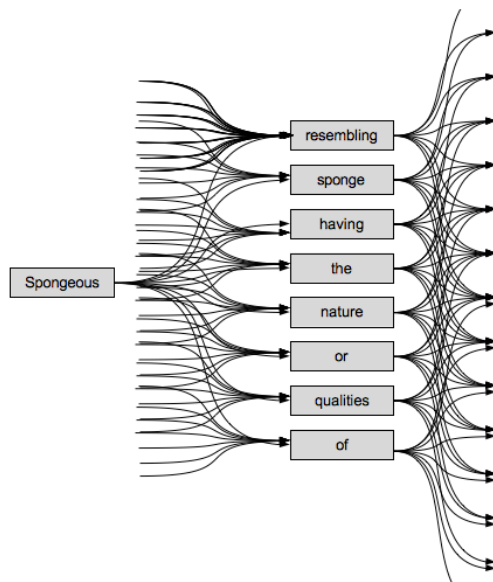 resembling
sponge
having
the
Spongeous
nature
or
qualities
of